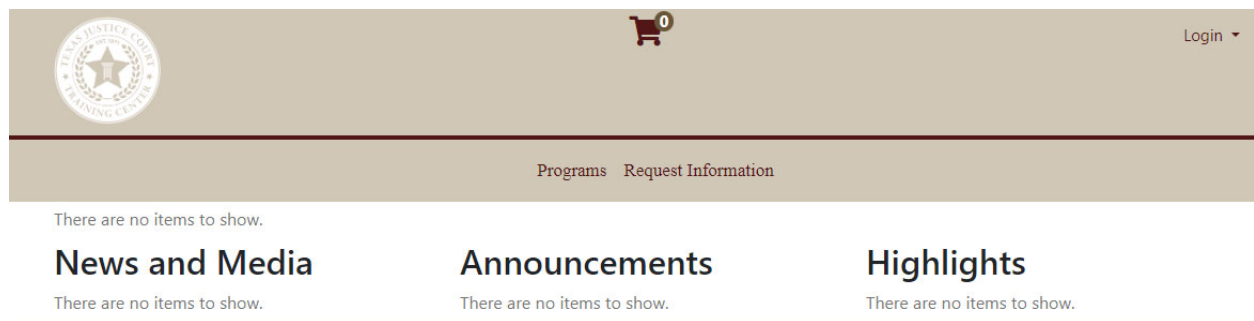 TEXAS JUSTICE COURT
TRAINING CENTER
0
Login
Programs Request Information
There are no items to show.
News and Media Announcements Highlights
There are no items to show. There are no items to show. There are no items to show.